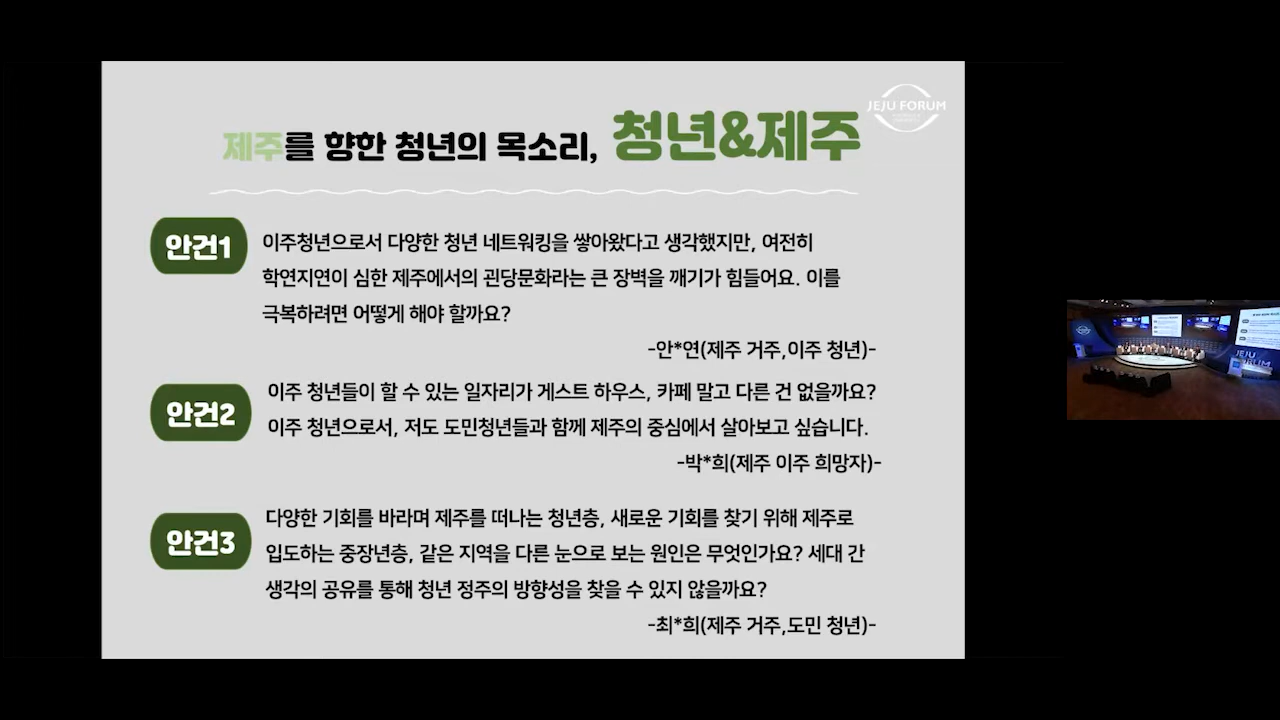 JEJU FORUM
제주를 향한 청년의 목소리, 청년&제주
안건1
이주청년으로서 다양한 청년 네트워킹을 쌓아왔다고 생각했지만, 여전히
학연지연이 심한 제주에서의 괸당문화라는 큰 장벽을 깨기가 힘들어요. 이를
극복하려면 어떻게 해야 할까요?
-안*연(제주 거주,이주 청년)-
안건2
이주 청년들이 할 수 있는 일자리가 게스트 하우스, 카페 말고 다른 건 없을까요?
이주 청년으로서, 저도 도민청년들과 함께 제주의 중심에서 살아보고 싶습니다.
-박*희(제주 이주 희망자)-
안건3
다양한 기회를 바라며 제주를 떠나는 청년층, 새로운 기회를 찾기 위해 제주로
입도하는 중장년층, 같은 지역을 다른 눈으로 보는 원인은 무엇인가요? 세대 간
생각의 공유를 통해 청년 정주의 방향성을 찾을 수 있지 않을까요?
-최*희(제주 거주,도민 청년)-
JEJU
FORUM